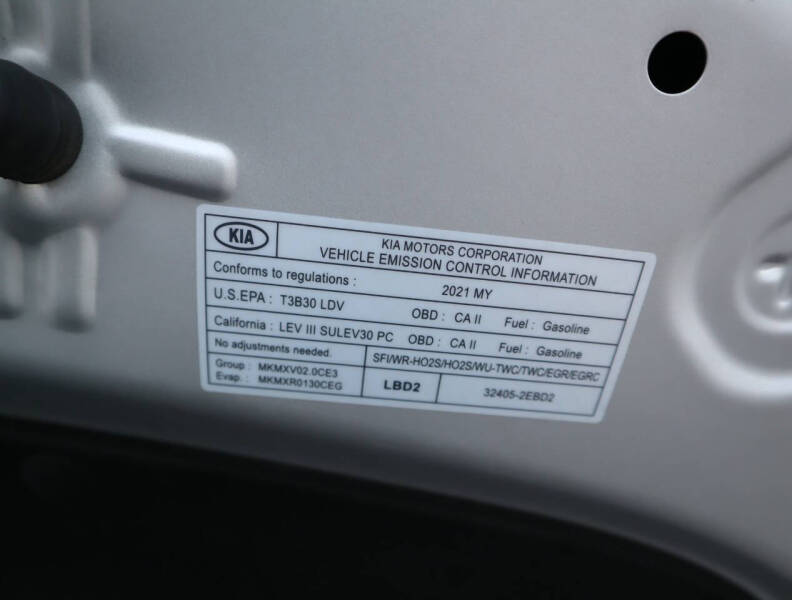 KIA
KIA MOTORS CORPORATION
VEHICLE EMISSION CONTROL INFORMATION
Conforms to regulations : 2021 MY
U.S.EPA : T3B30 LDV OBD : CA II Fuel : Gasoline
California : LEV III SULEV30 PC OBD : CA II Fuel : Gasoline
No adjustments needed. SFI/WR-HO2S/HO2S/WU-TWC/TWC/EGR/EGRC
Group : MKMXV02.0CE3
Evap. : MKMXR0130CEG
LBD2 32405-2EBD2